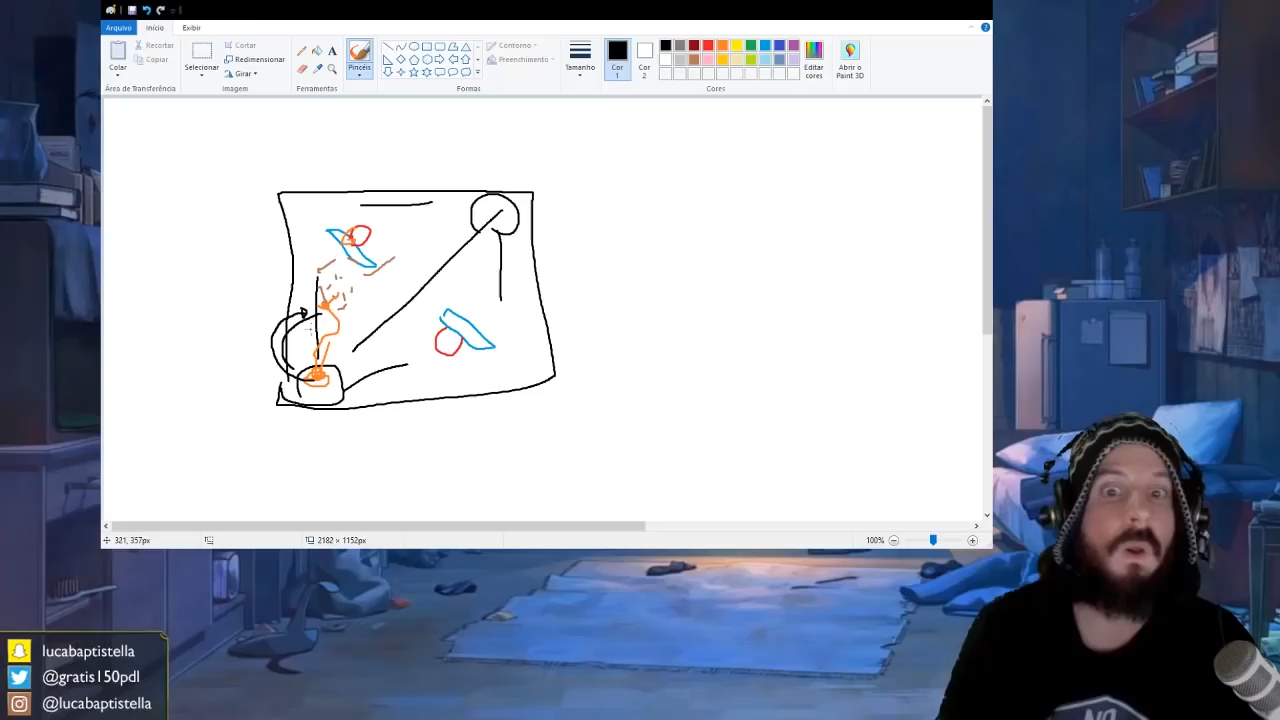 Arquivo Início Exibir
Colar
Recortar
Copiar
Área de Transferência
Selecionar
Cortar
Redimensionar
Girar
Imagem
Ferramentas
Pincéis
Contorno
Preenchimento
Formas
Tamanho
Cor
1
Cor
2
Editar
cores
Abrir o
Paint 3D
Cores
321, 357px
2182 × 1152px
100%
lucabaptistella
@gratis150pdl
@lucabaptistella